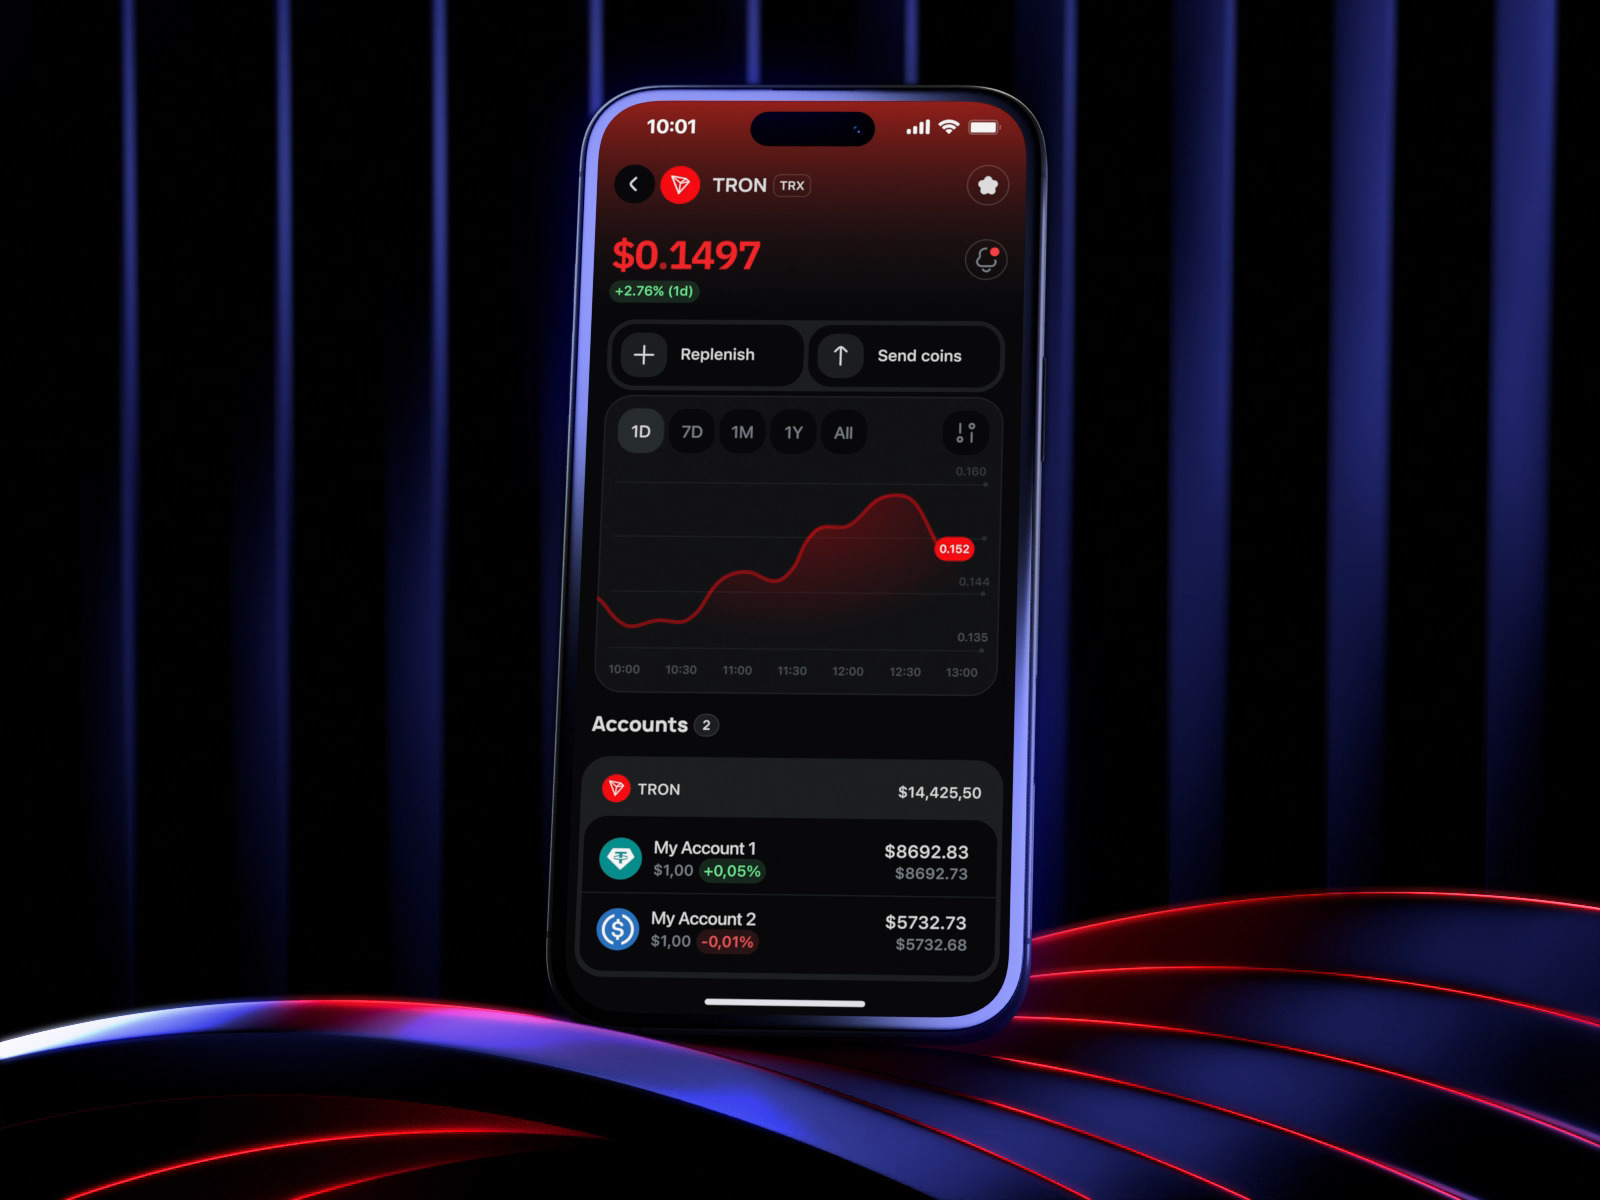 10:01
TRON TRX
$0.1497
+2.76% (1d)
Replenish
Send coins
1D 7D 1M 1Y All
0.160
0.152
0.144
0.135
10:00 10:30 11:00 11:30 12:00 12:30 13:00
Accounts 2
TRON $14,425,50
My Account 1 $8692.83
$1,00 +0,05% $8692.73
My Account 2 $5732.73
$1,00 -0,01% $5732.68